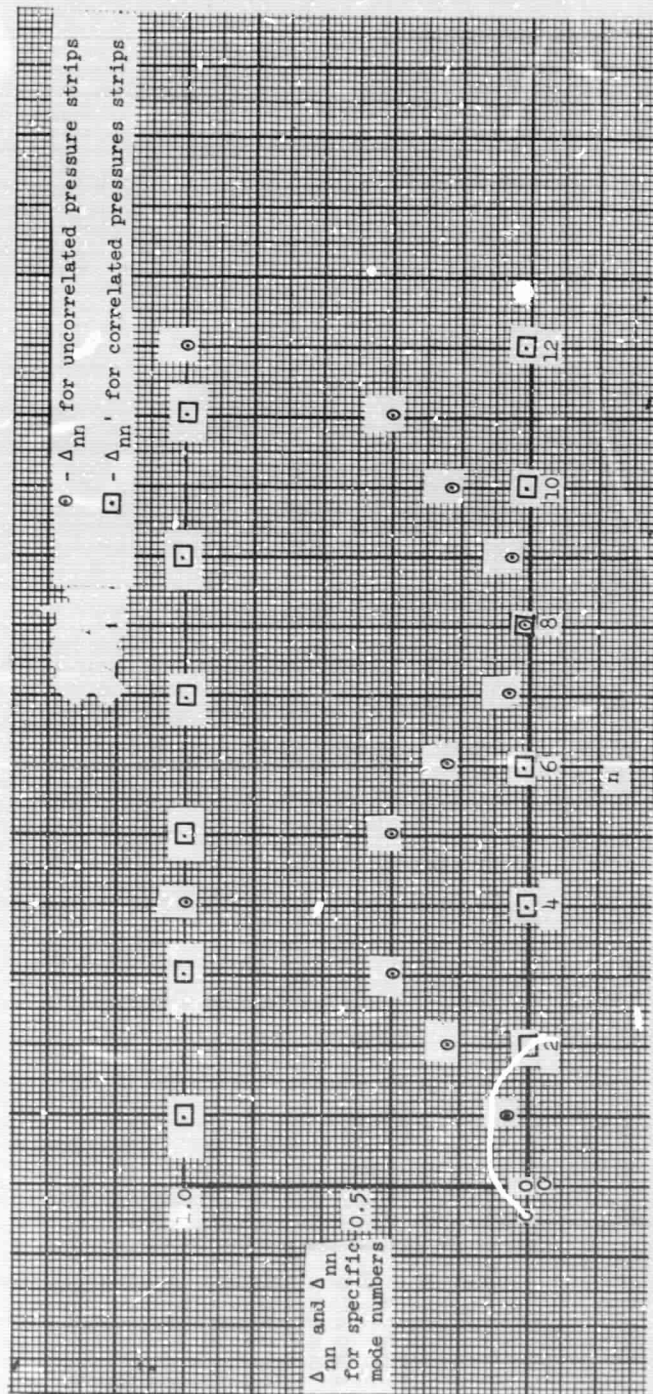 ⊙ - Δnn for uncorrelated pressure strips
⊡ - Δnn' for correlated pressures strips
Δnn and Δnn
for specific
mode numbers
1.0
0.5
0
0
2
4
6
8
10
12
n